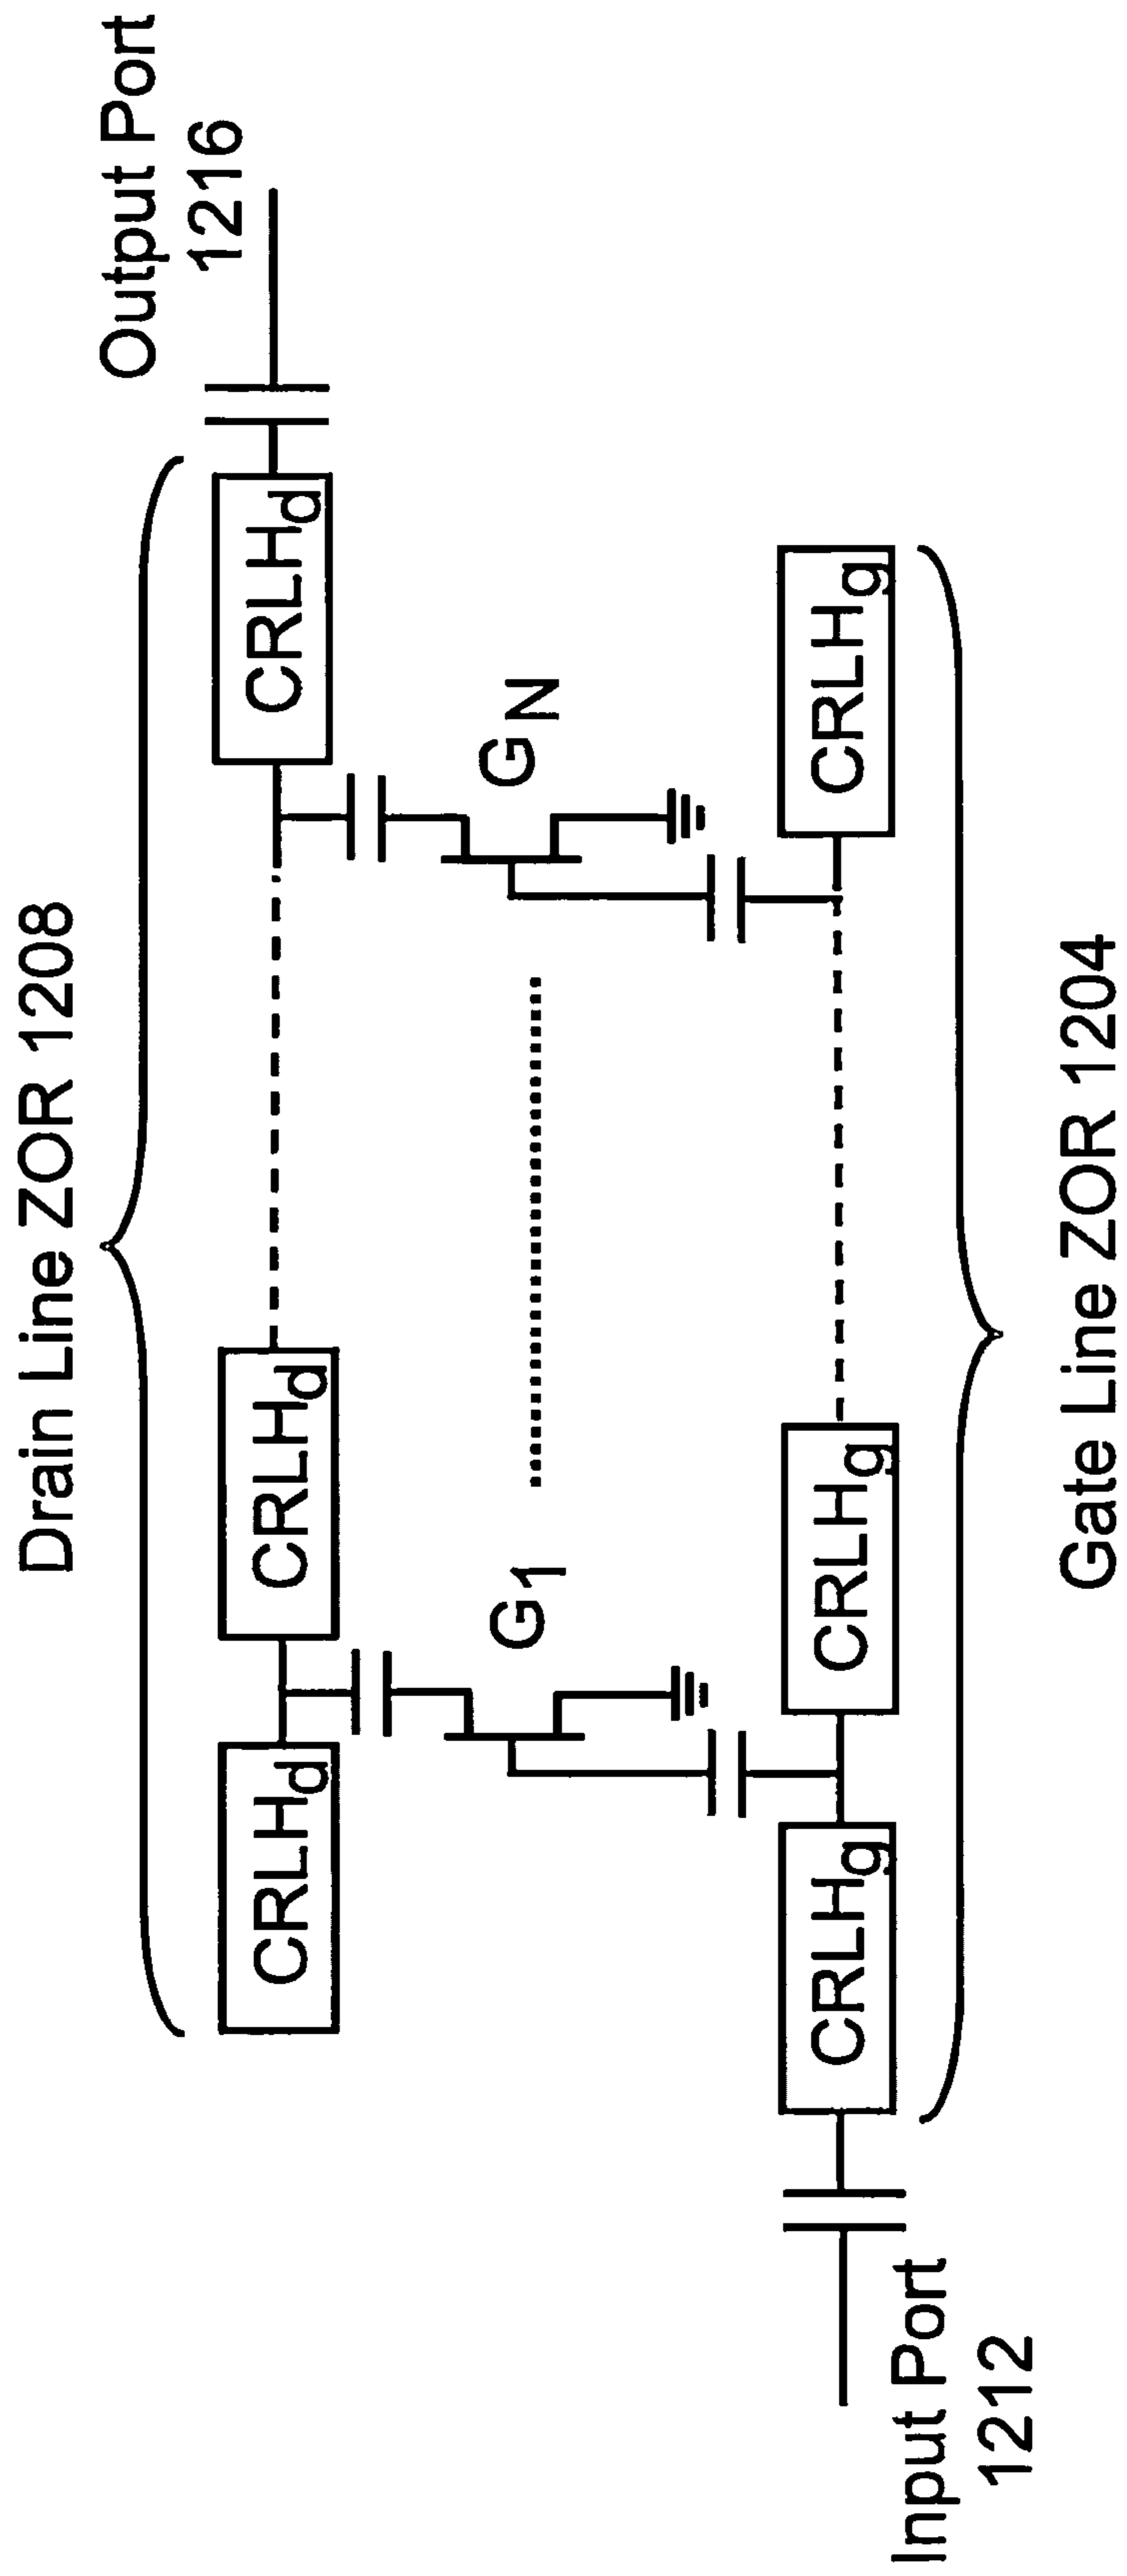 Drain Line ZOR 1208
Output Port
1216
CRLHd
CRLHd
CRLHd
G1
GN
CRLHg
CRLHg
CRLHg
Input Port
1212
Gate Line ZOR 1204